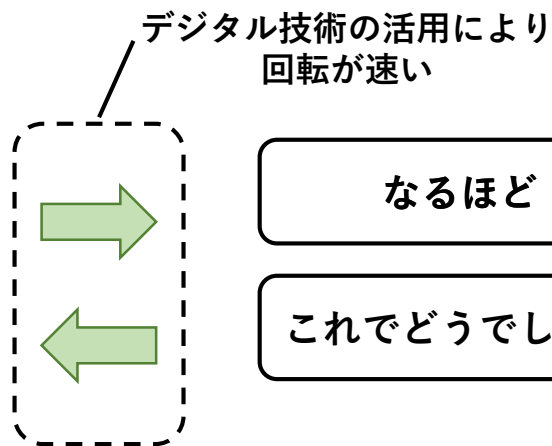 デジタル技術の活用により
回転が速い
なるほど
これでどうでし